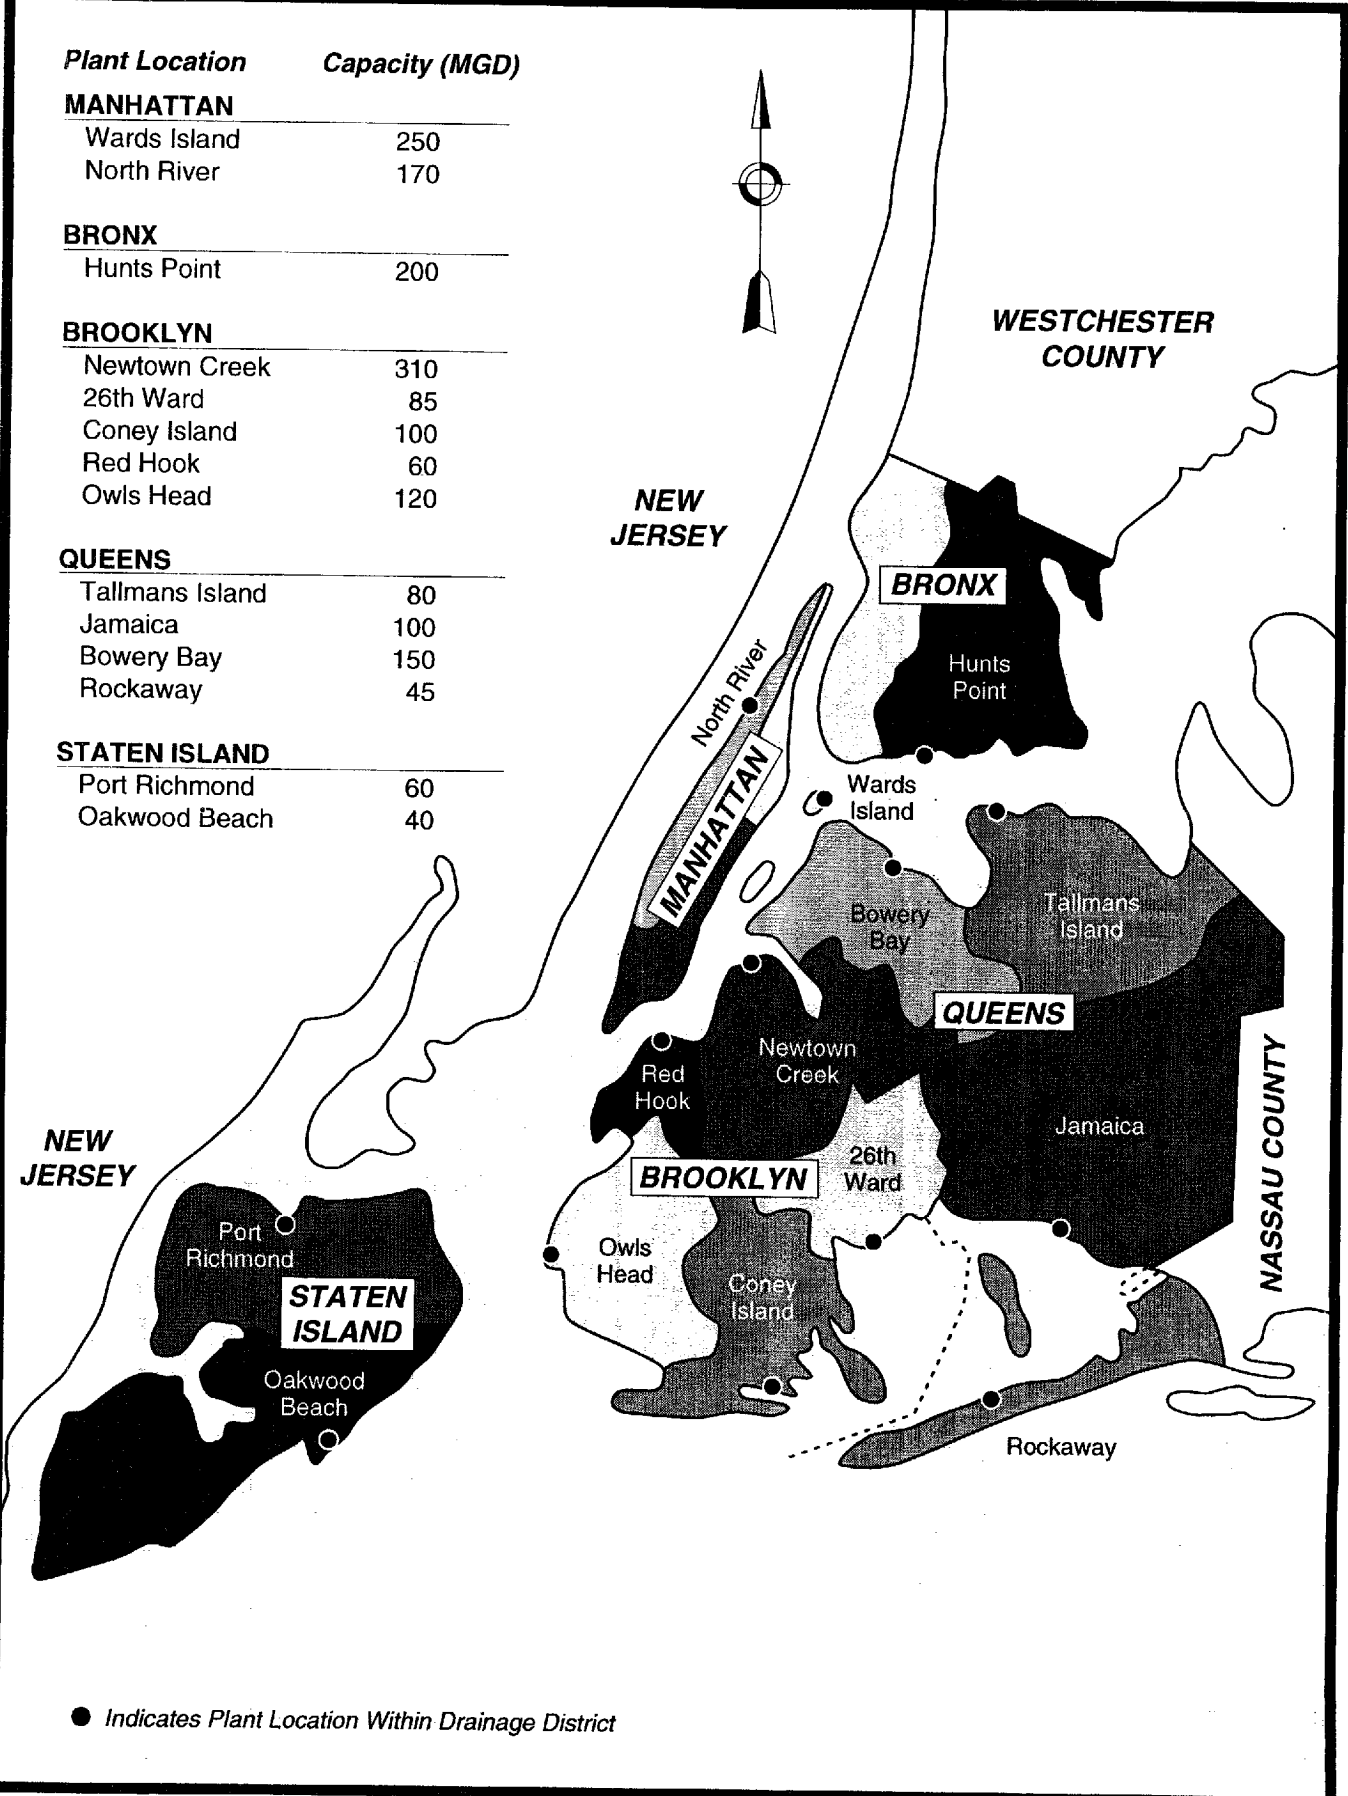 Plant Location Capacity (MGD)
MANHATTAN
Wards Island 250
North River 170
BRONX
Hunts Point 200
BROOKLYN
Newtown Creek 310
26th Ward 85
Coney Island 100
Red Hook 60
Owls Head 120
QUEENS
Tallmans Island 80
Jamaica 100
Bowery Bay 150
Rockaway 45
STATEN ISLAND
Port Richmond 60
Oakwood Beach 40
WESTCHESTER
COUNTY
NEW
JERSEY
BRONX
Hunts
Point
North River
MANHATTAN
Wards
Island
Bowery
Bay
Tallmans
Island
QUEENS
Newtown
Creek
Red
Hook
Jamaica
NASSAU COUNTY
26th
Ward
BROOKLYN
Owls
Head
Coney
Island
NEW
JERSEY
Port
Richmond
STATEN
ISLAND
Oakwood
Beach
Rockaway
Indicates Plant Location Within Drainage District